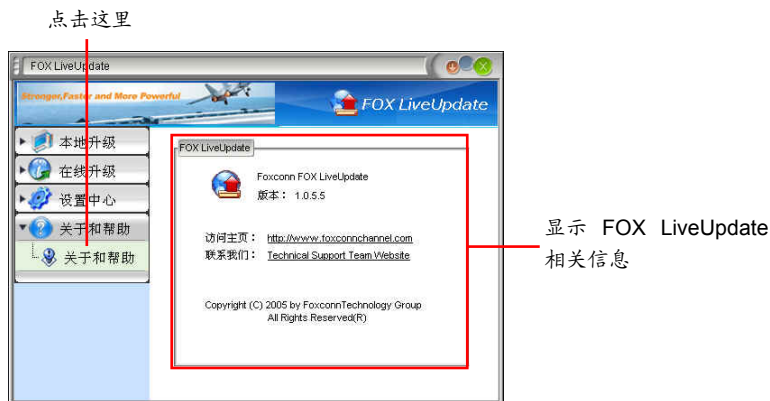 点击这里
FOX LiveUpdate
Stronger,Faster and More Powerful
FOX LiveUpdate
本地升级
在线升级
设置中心
关于和帮助
关于和帮助
FOX LiveUpdate
Foxconn FOX LiveUpdate
版本： 1.0.5.5
访问主页： http://www.foxconnchannel.com
联系我们： Technical Support Team Website
Copyright (C) 2005 by FoxconnTechnology Group
All Rights Reserved(R)
显示 FOX LiveUpdate
相关信息